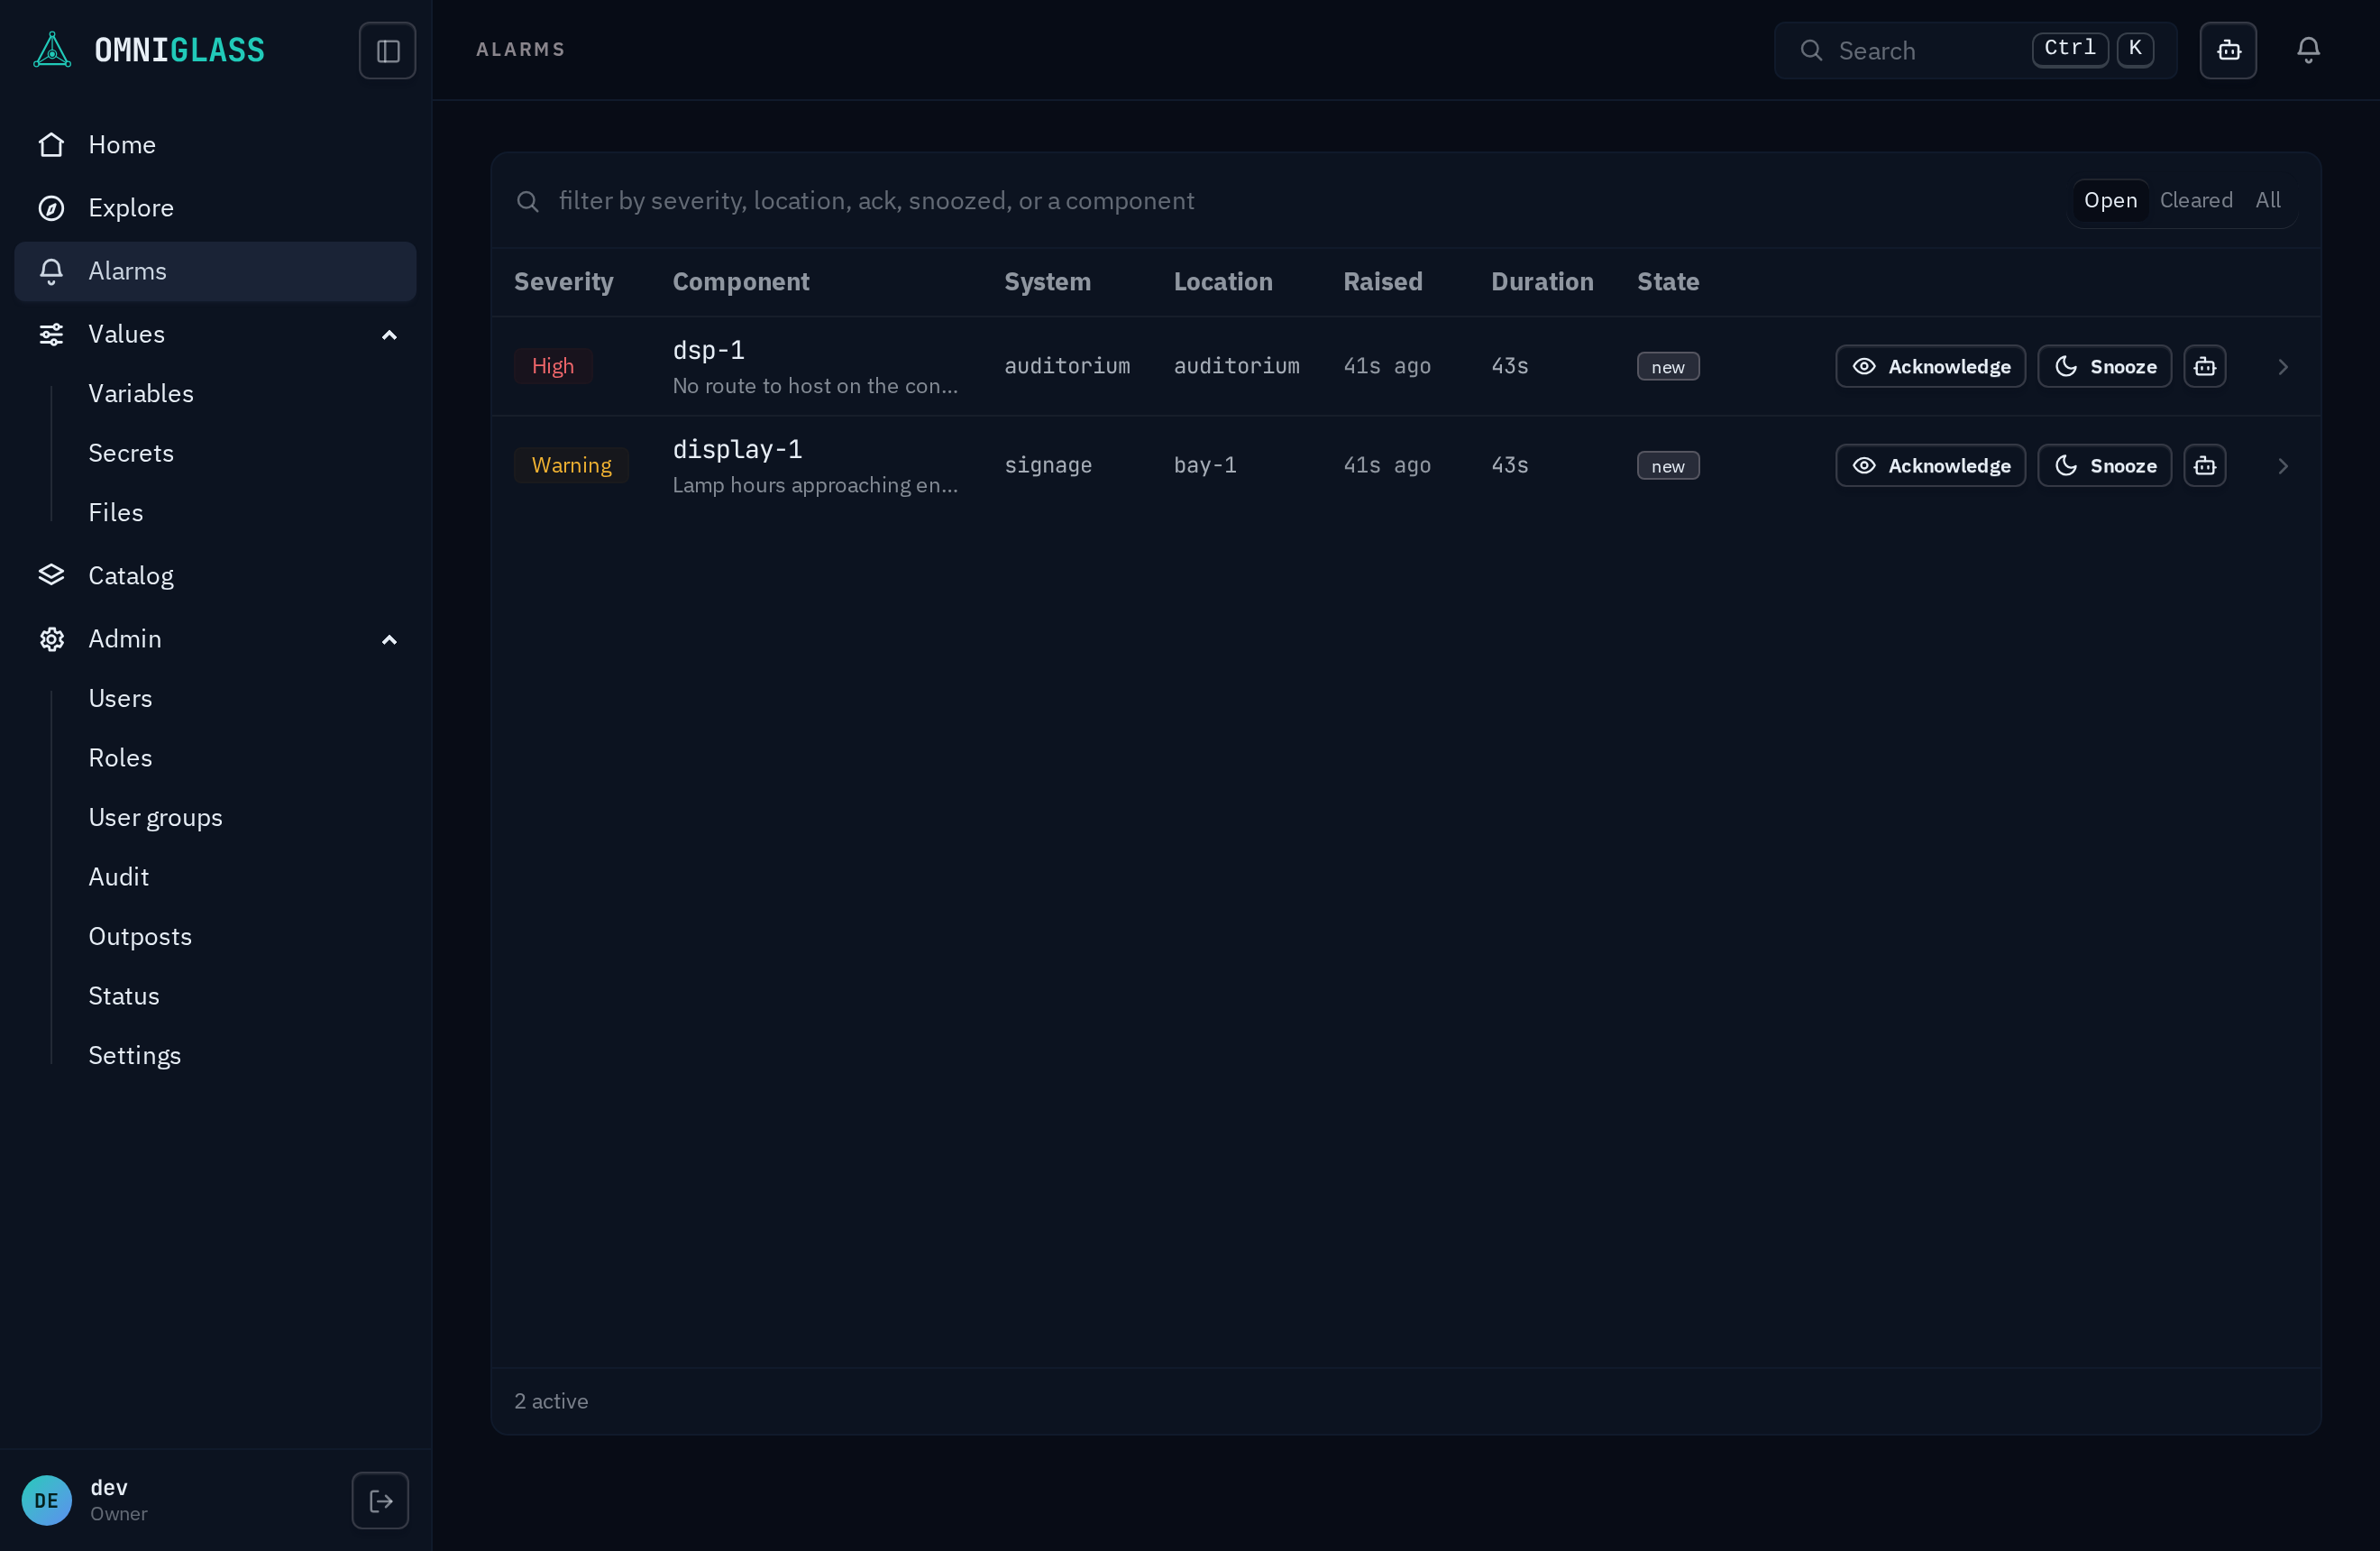 OMNIGLASS
ALARMS
Search Ctrl K
Home
Explore
Alarms
Values
Variables
Secrets
Files
Catalog
Admin
Users
Roles
User groups
Audit
Outposts
Status
Settings
DE
dev
Owner
filter by severity, location, ack, snoozed, or a component
Open Cleared All
Severity Component System Location Raised Duration State
High dsp-1 auditorium auditorium 41s ago 43s new Acknowledge Snooze
No route to host on the con...
Warning display-1 signage bay-1 41s ago 43s new Acknowledge Snooze
Lamp hours approaching en...
2 active